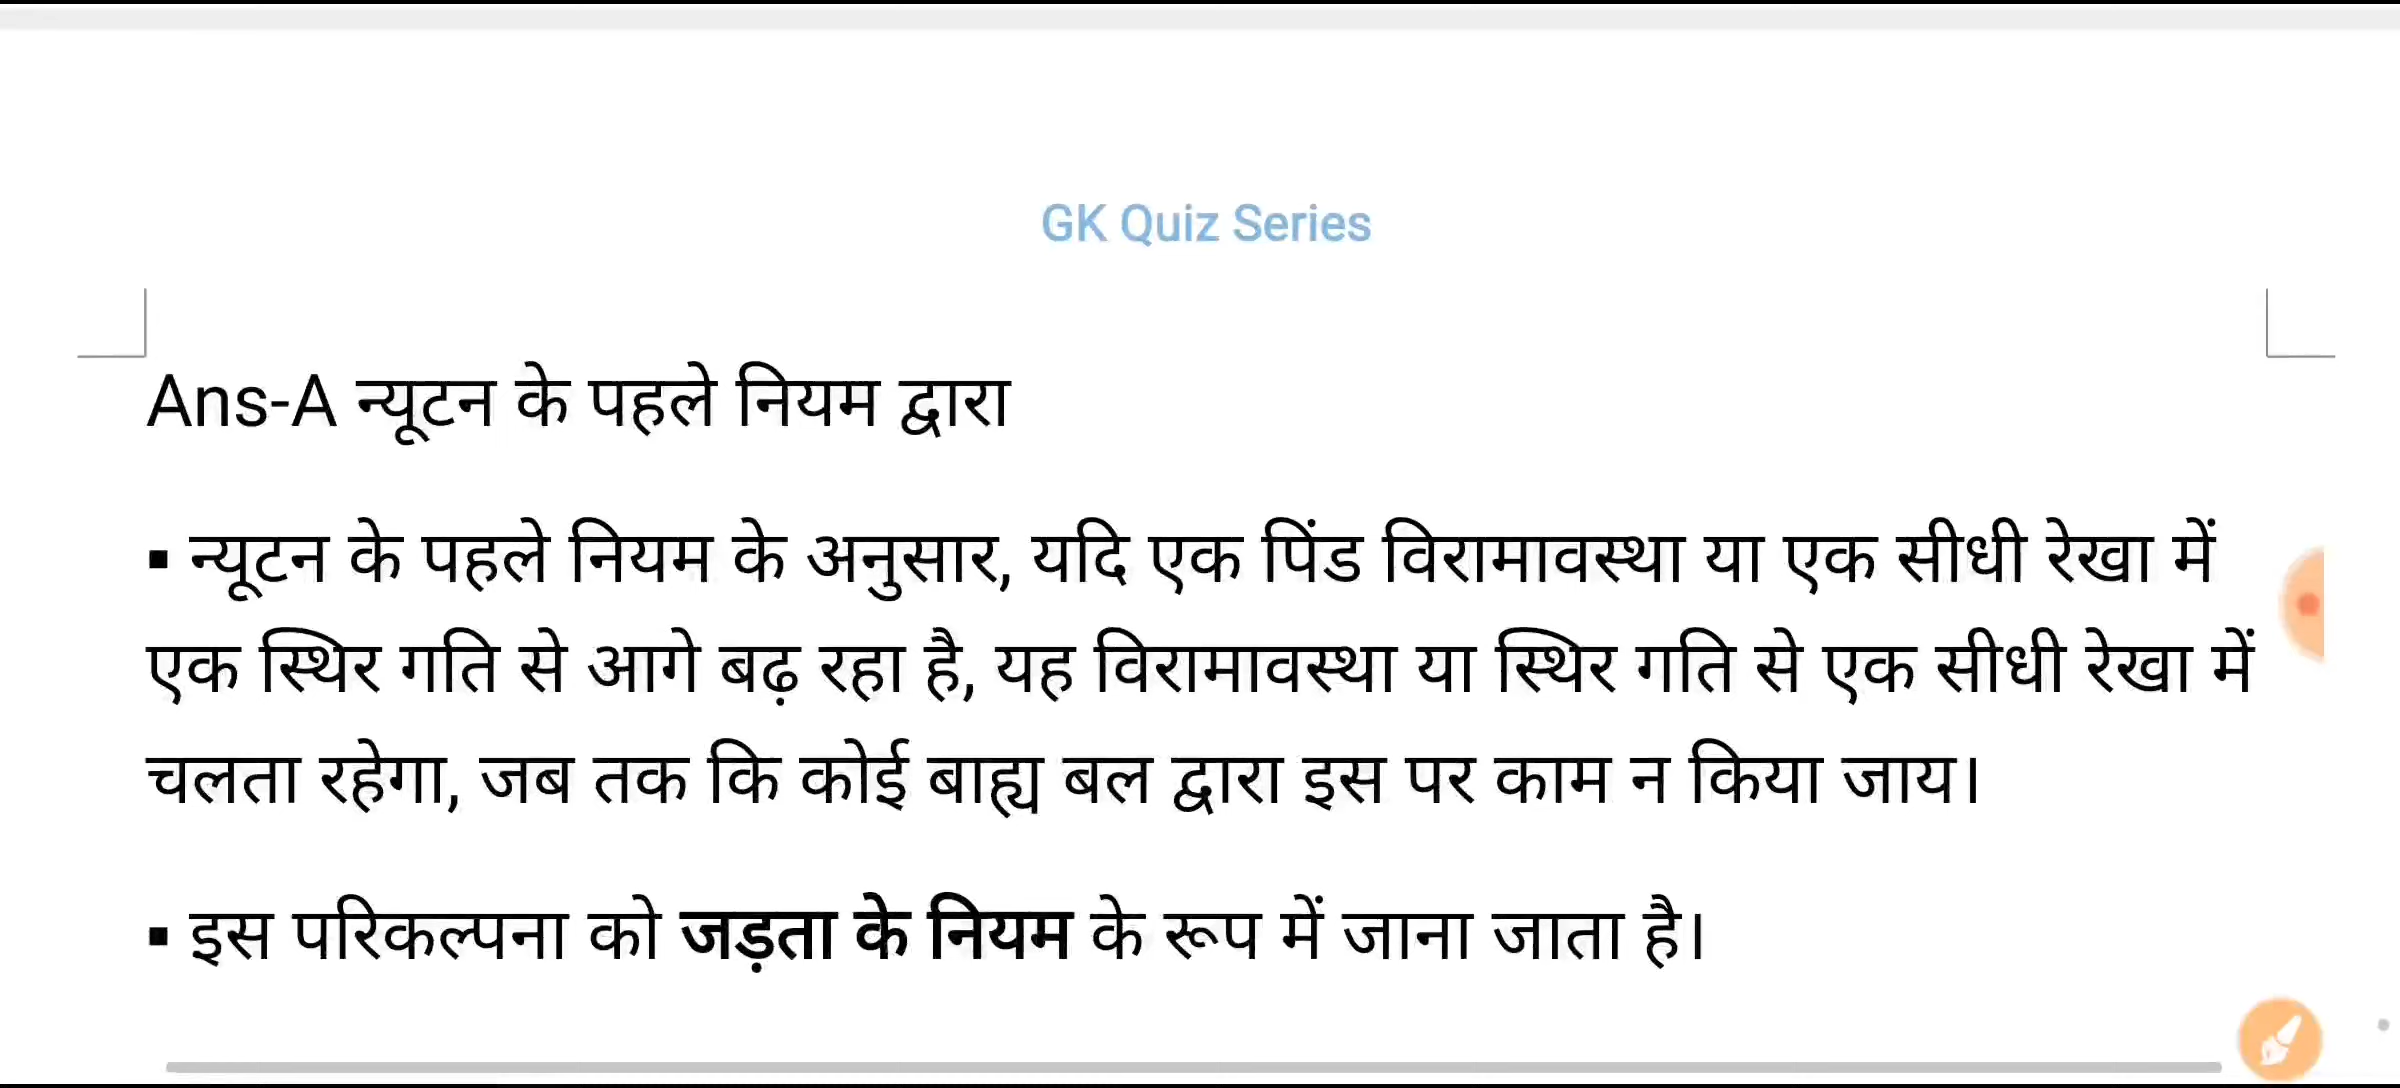 GK Quiz Series
Ans-A न्यूटन के पहले नियम द्वारा
▪ न्यूटन के पहले नियम के अनुसार, यदि एक पिंड विरामावस्था या एक सीधी रेखा में
एक स्थिर गति से आगे बढ़ रहा है, यह विरामावस्था या स्थिर गति से एक सीधी रेखा में
चलता रहेगा, जब तक कि कोई बाह्य बल द्वारा इस पर काम न किया जाय।
▪ इस परिकल्पना को जड़ता के नियम के रूप में जाना जाता है।